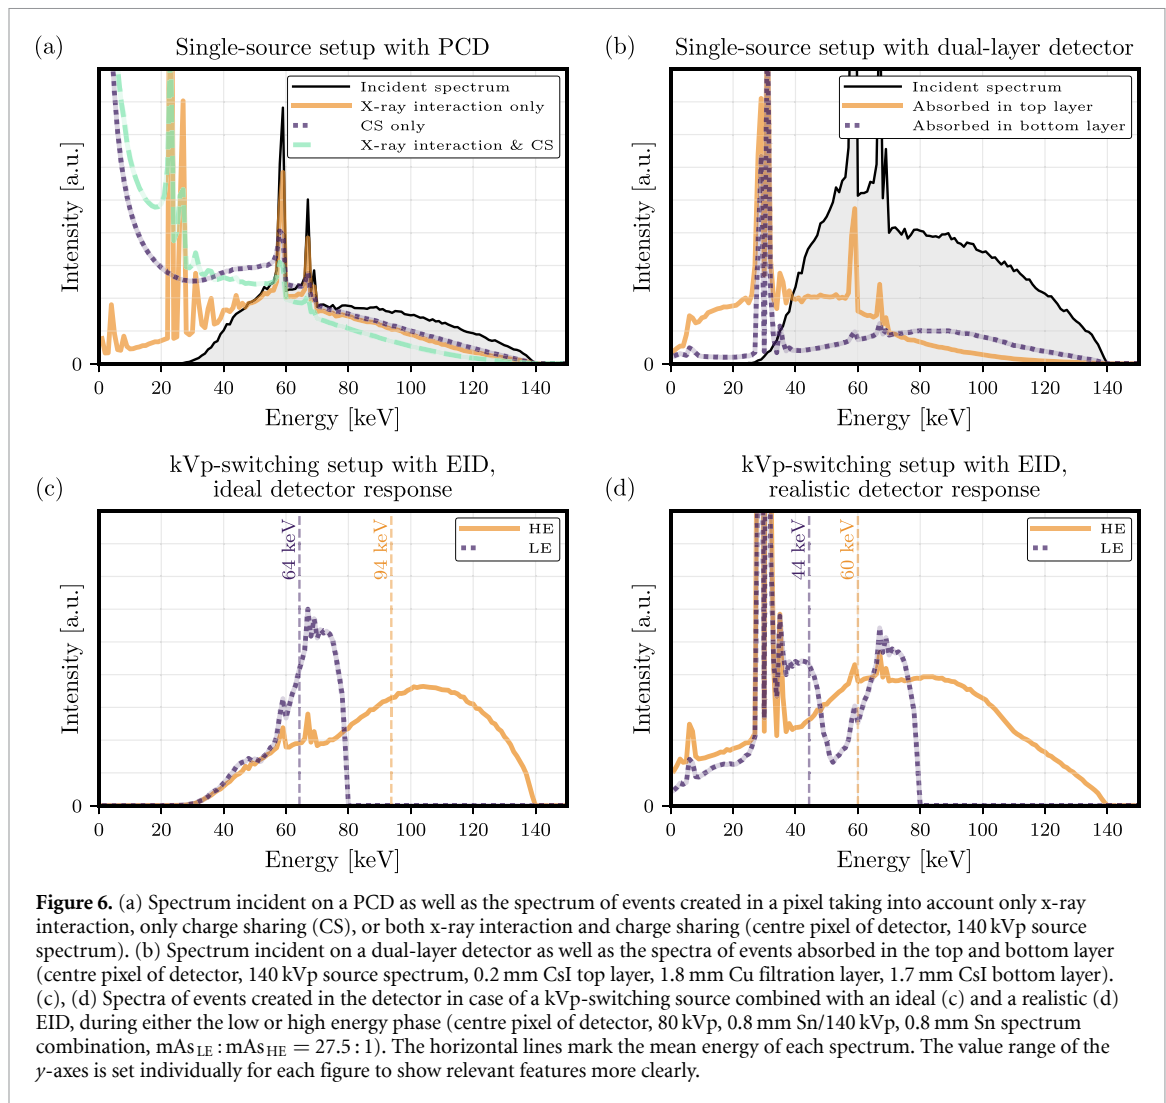 (a)
Single-source setup with PCD
Incident spectrum
X-ray interaction only
CS only
X-ray interaction & CS
Intensity [a.u.]
0
0 20 40 60 80 100 120 140
Energy [keV]
(b)
Single-source setup with dual-layer detector
Incident spectrum
Absorbed in top layer
Absorbed in bottom layer
Intensity [a.u.]
0
0 20 40 60 80 100 120 140
Energy [keV]
(c)
kVp-switching setup with EID,
ideal detector response
64 keV
94 keV
HE
LE
Intensity [a.u.]
0
0 20 40 60 80 100 120 140
Energy [keV]
(d)
kVp-switching setup with EID,
realistic detector response
44 keV
60 keV
HE
LE
Intensity [a.u.]
0
0 20 40 60 80 100 120 140
Energy [keV]
Figure 6. (a) Spectrum incident on a PCD as well as the spectrum of events created in a pixel taking into account only x-ray
interaction, only charge sharing (CS), or both x-ray interaction and charge sharing (centre pixel of detector, 140 kVp source
spectrum). (b) Spectrum incident on a dual-layer detector as well as the spectra of events absorbed in the top and bottom layer
(centre pixel of detector, 140 kVp source spectrum, 0.2 mm CsI top layer, 1.8 mm Cu filtration layer, 1.7 mm CsI bottom layer).
(c), (d) Spectra of events created in the detector in case of a kVp-switching source combined with an ideal (c) and a realistic (d)
EID, during either the low or high energy phase (centre pixel of detector, 80 kVp, 0.8 mm Sn/140 kVp, 0.8 mm Sn spectrum
combination, mAsLE : mAsHE = 27.5 : 1). The horizontal lines mark the mean energy of each spectrum. The value range of the
y-axes is set individually for each figure to show relevant features more clearly.